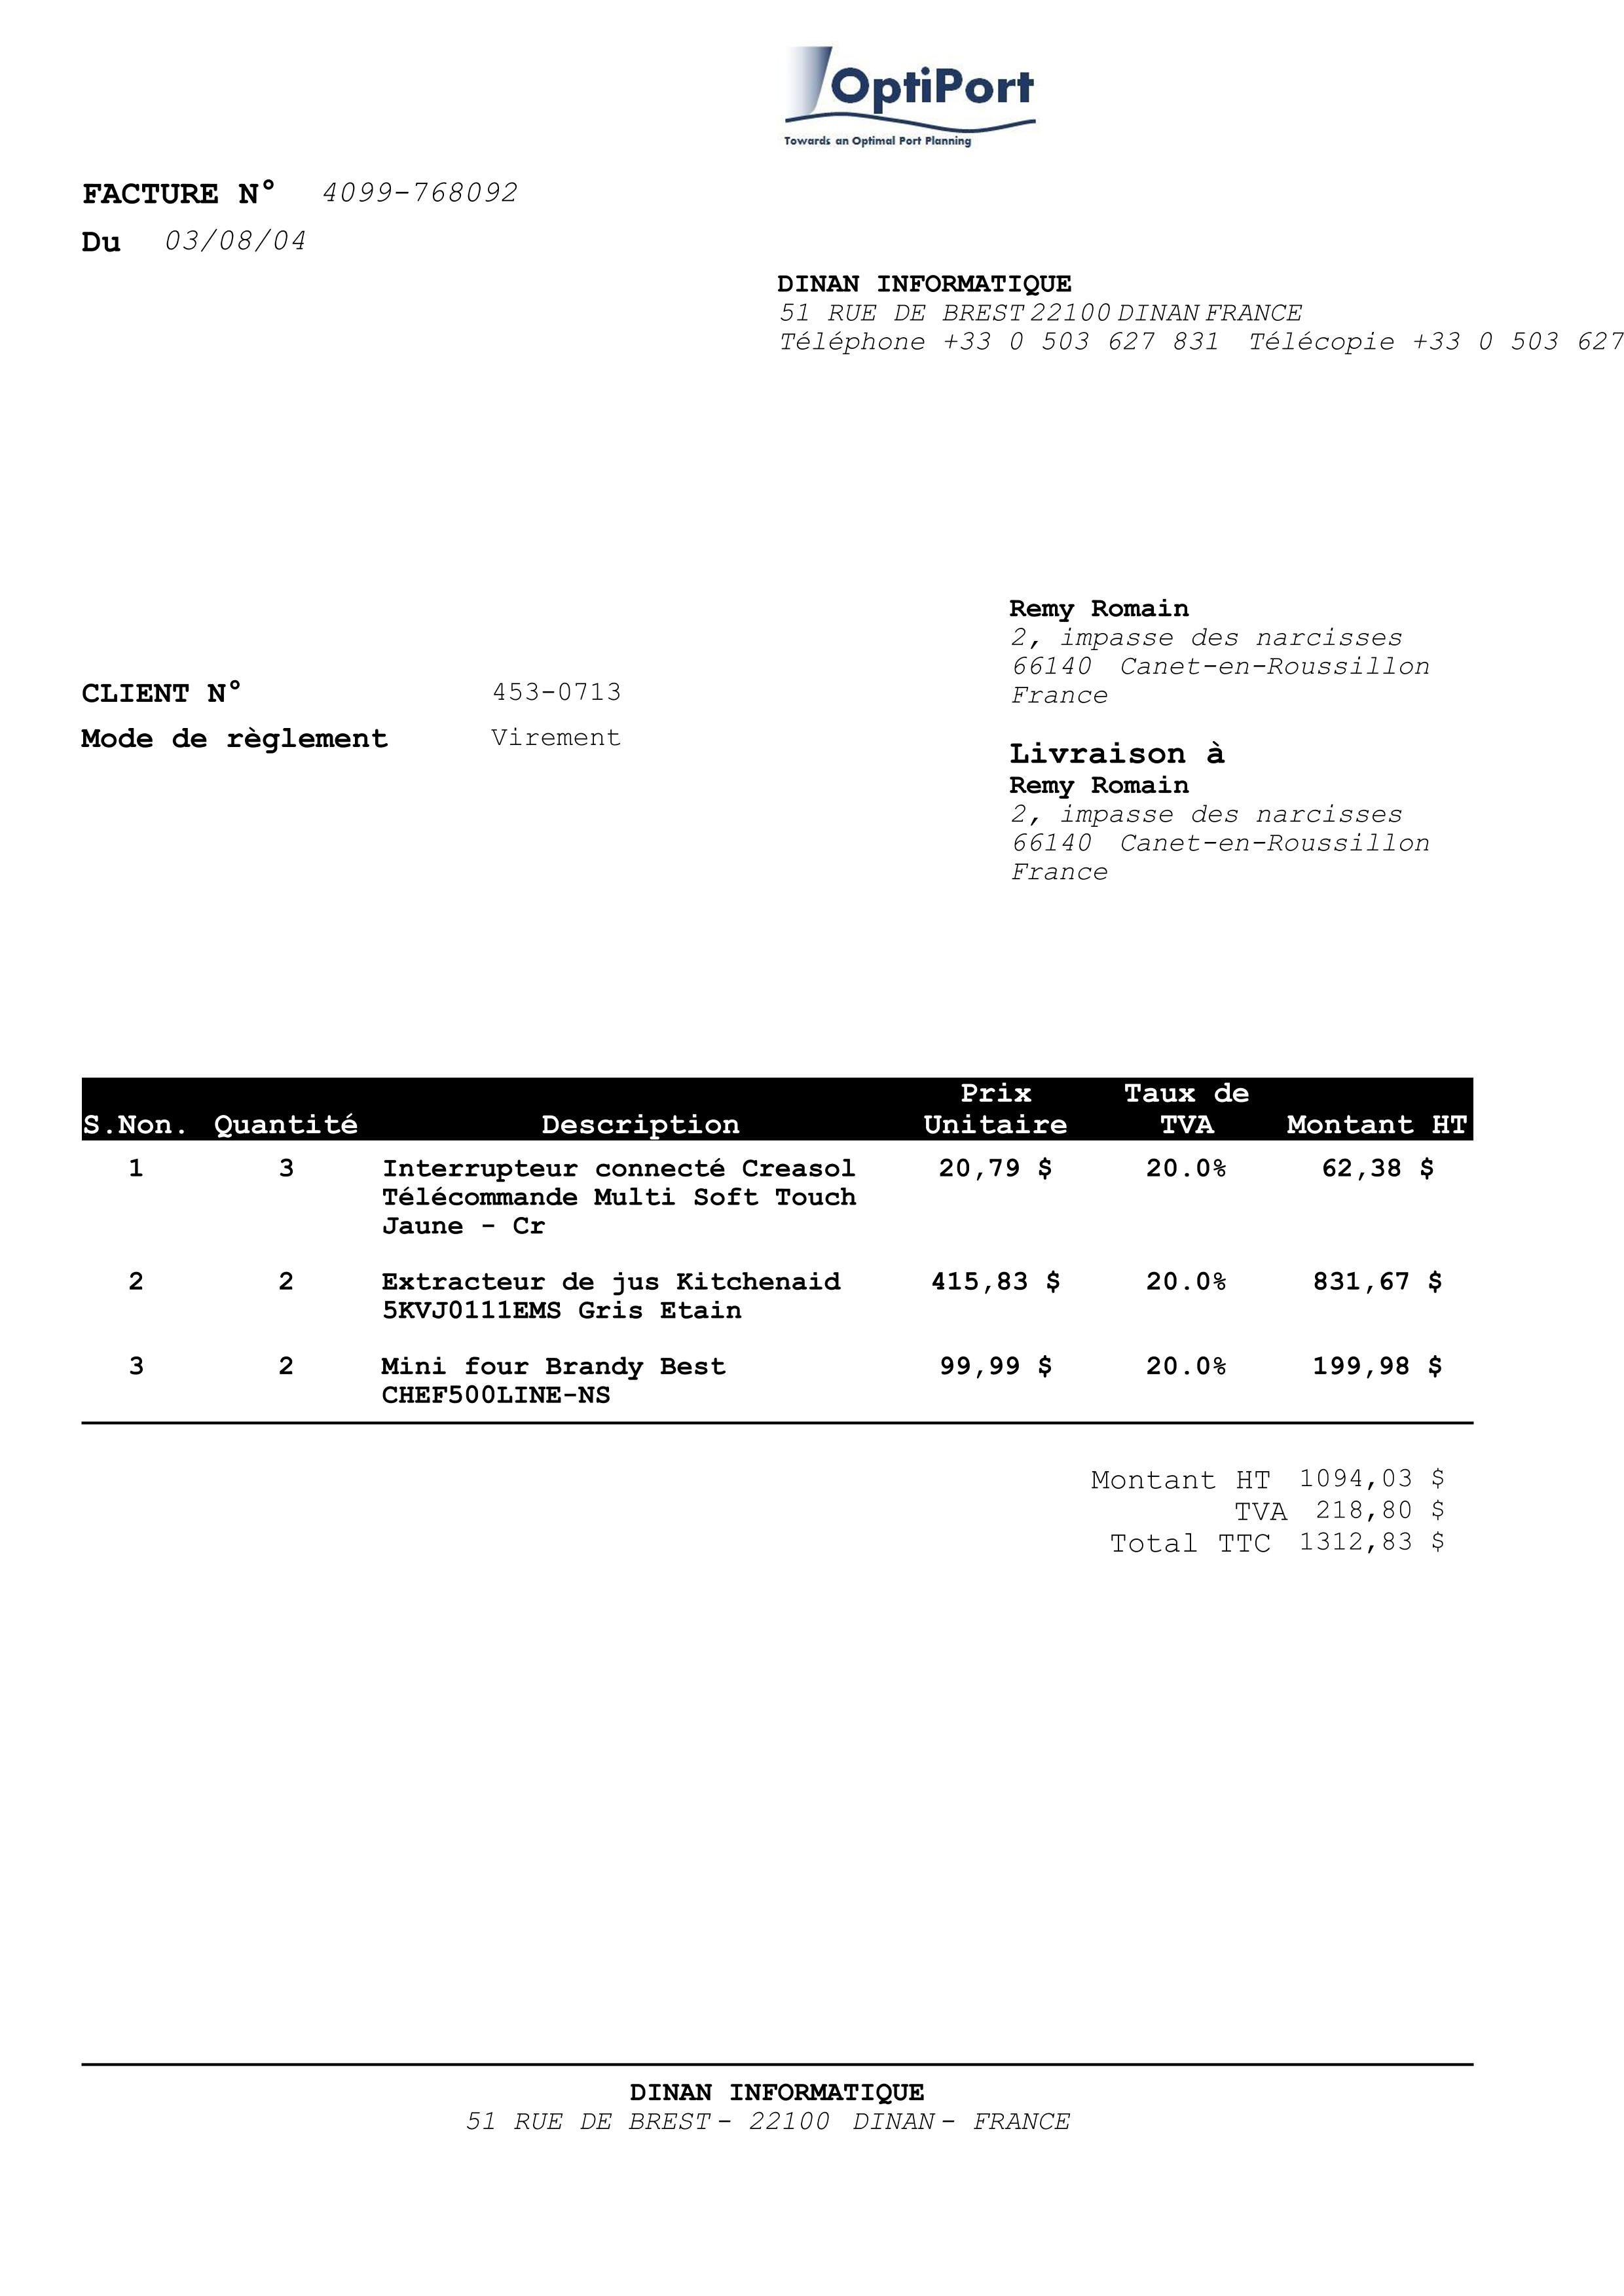 OptiPort
Towards an Optimal Port Planning
FACTURE N° 4099-768092
Du 03/08/04
DINAN INFORMATIQUE
51 RUE DE BREST 22100 DINAN FRANCE
Téléphone +33 0 503 627 831 Télécopie +33 0 503 627
Remy Romain
2, impasse des narcisses
66140 Canet-en-Roussillon
France
CLIENT N° 453-0713
Mode de règlement Virement
Livraison à
Remy Romain
2, impasse des narcisses
66140 Canet-en-Roussillon
France
Prix Taux de
S.Non. Quantité Description Unitaire TVA Montant HT
1 3 Interrupteur connecté Creasol 20,79 $ 20.0% 62,38 $
Télécommande Multi Soft Touch
Jaune - Cr
2 2 Extracteur de jus Kitchenaid 415,83 $ 20.0% 831,67 $
5KVJ0111EMS Gris Etain
3 2 Mini four Brandy Best 99,99 $ 20.0% 199,98 $
CHEF500LINE-NS
Montant HT 1094,03 $
TVA 218,80 $
Total TTC 1312,83 $
DINAN INFORMATIQUE
51 RUE DE BREST - 22100 DINAN - FRANCE